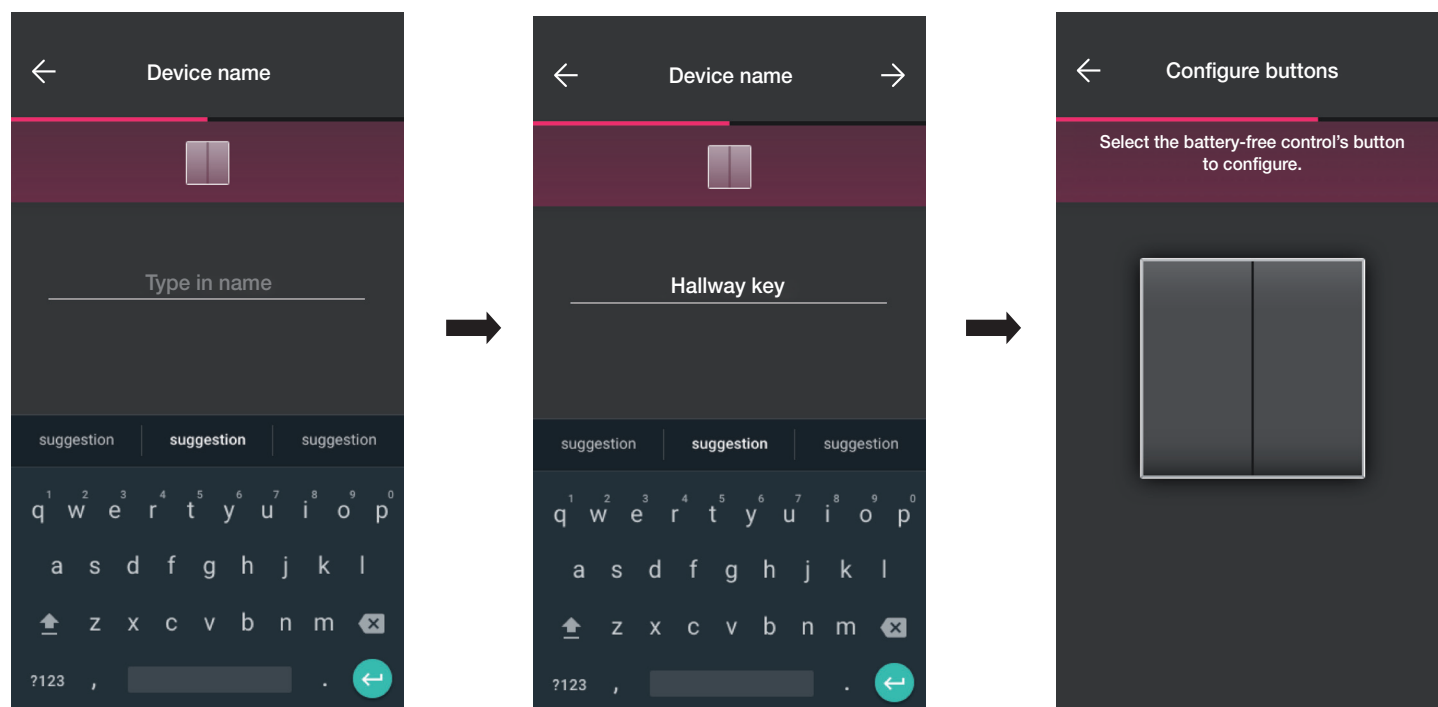 Device name
Type in name
suggestion suggestion suggestion
1 2 3 4 5 6 7 8 9 0
q w e r t y u i o p
a s d f g h j k l
z x c v b n m
?123 , .
Device name
Hallway key
suggestion suggestion suggestion
1 2 3 4 5 6 7 8 9 0
q w e r t y u i o p
a s d f g h j k l
z x c v b n m
?123 , .
Configure buttons
Select the battery-free control's button
to configure.